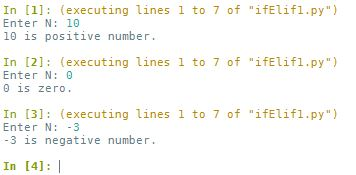 In [1]: (executing lines 1 to 7 of "ifElif1.py")
Enter N: 10
10 is positive number.
In [2]: (executing lines 1 to 7 of "ifElif1.py")
Enter N: 0
0 is zero.
In [3]: (executing lines 1 to 7 of "ifElif1.py")
Enter N: -3
-3 is negative number.
In [4]: